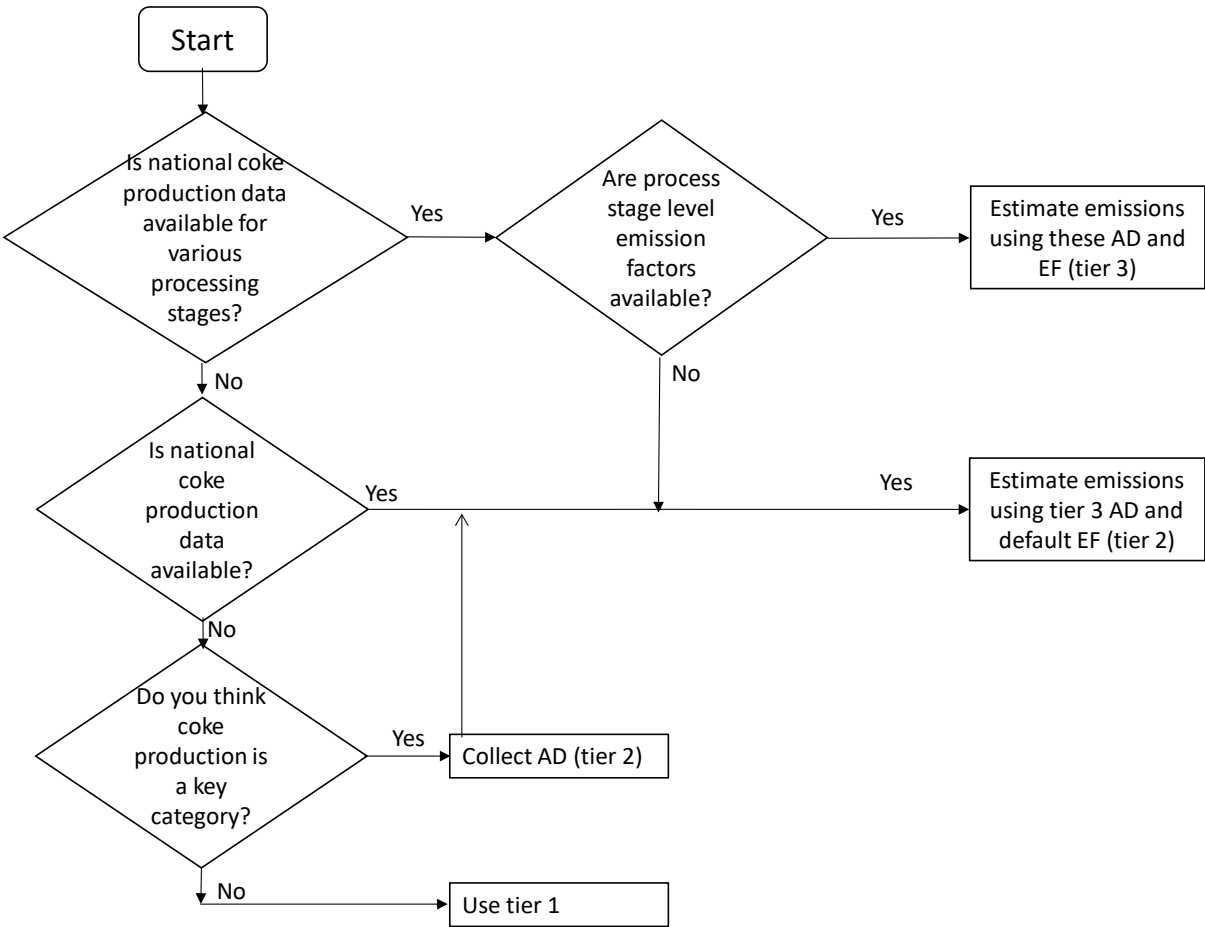 Start
Is national coke
production data
available for
various
processing
stages?
Yes
Are process
stage level
emission
factors
available?
Yes
Estimate emissions
using these AD and
EF (tier 3)
No
No
Is national
coke
production
data
available?
Yes
Yes
Estimate emissions
using tier 3 AD and
default EF (tier 2)
No
Do you think
coke
production is
a key
category?
Yes
Collect AD (tier 2)
No
Use tier 1